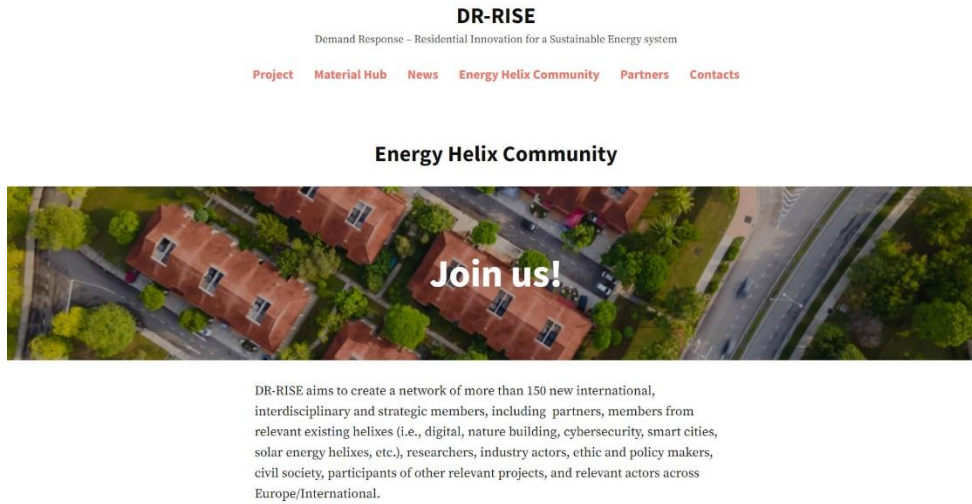 DR-RISE
Demand Response – Residential Innovation for a Sustainable Energy system
Project Material Hub News Energy Helix Community Partners Contacts
Energy Helix Community
Join us!
DR-RISE aims to create a network of more than 150 new international,
interdisciplinary and strategic members, including partners, members from
relevant existing helixes (i.e., digital, nature building, cybersecurity, smart cities,
solar energy helixes, etc.), researchers, industry actors, ethic and policy makers,
civil society, participants of other relevant projects, and relevant actors across
Europe/International.